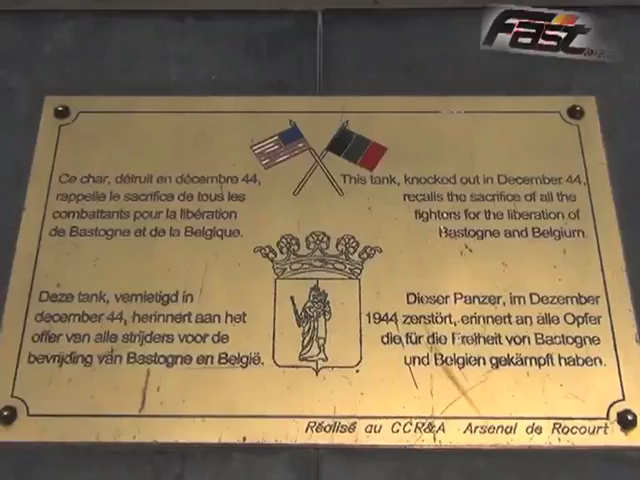 Fast
Ce char, détruit en décembre 44,
rappelle le sacrifice de tous les
combattants pour la libération
de Bastogne et de la Belgique.
This tank, knocked out in December 44,
recalls the sacrifice of all the
fighters for the liberation of
Bastogne and Belgium.
Deze tank, vernietigd in
december 44, herinnert aan het
offer van alle strijders voor de
bevrijding van Bastogne en België.
Dieser Panzer, im Dezember
1944 zerstört, erinnert an alle Opfer
die für die Freiheit von Bastogne
und Belgien gekämpft haben.
Réalisé au CCR&A Arsenal de Rocourt